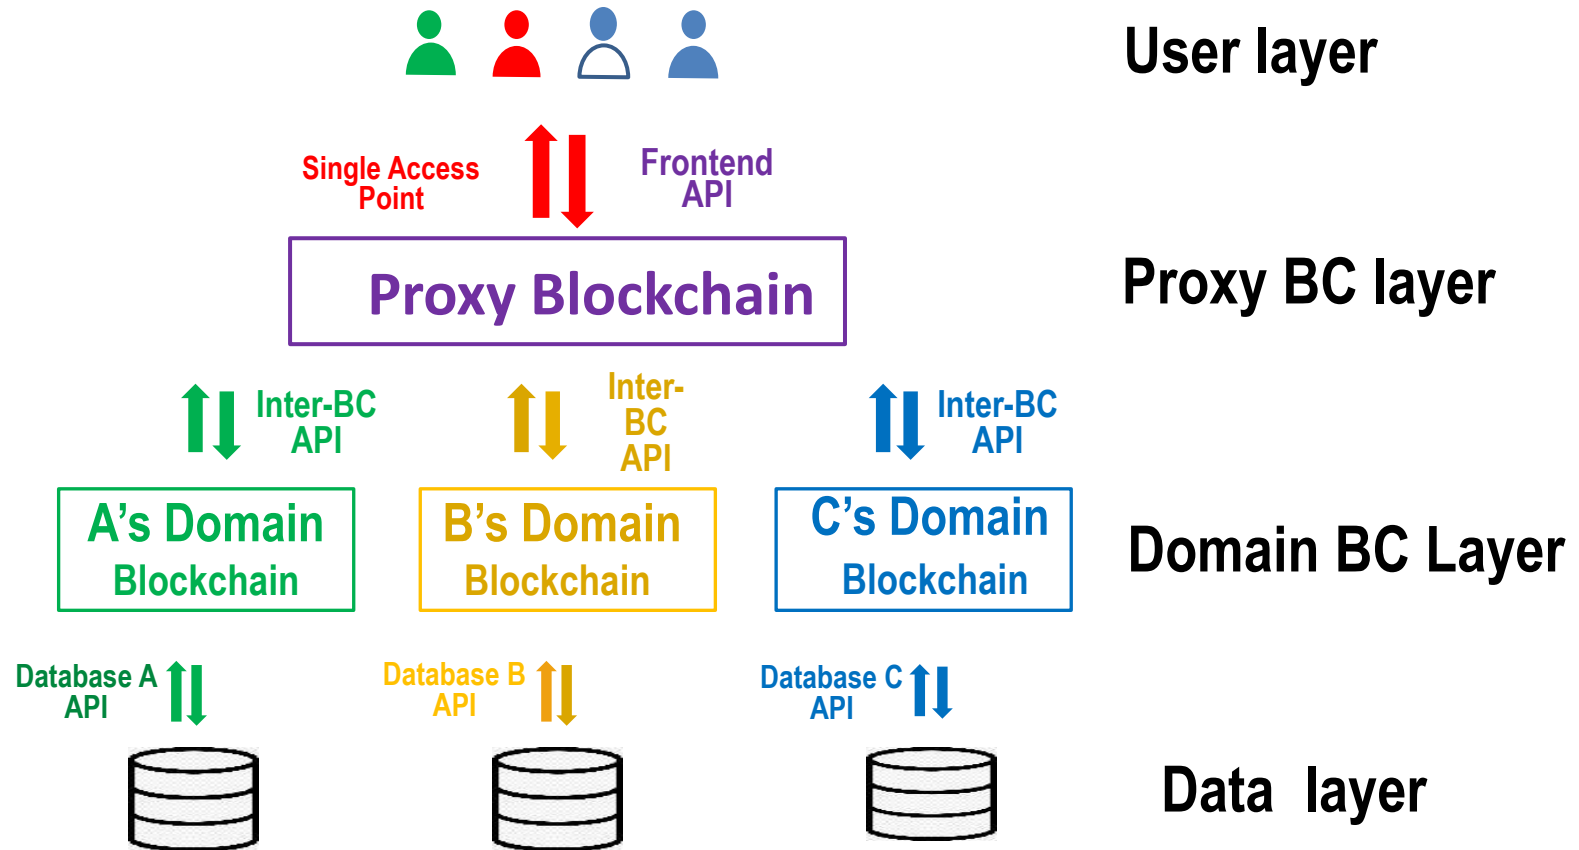 User layer
Single Access
Point
Frontend
API
Proxy Blockchain
Proxy BC layer
Inter-BC
API
Inter-
BC
API
Inter-BC
API
A's Domain
Blockchain
B's Domain
Blockchain
C's Domain
Blockchain
Domain BC Layer
Database A
API
Database B
API
Database C
API
Data layer